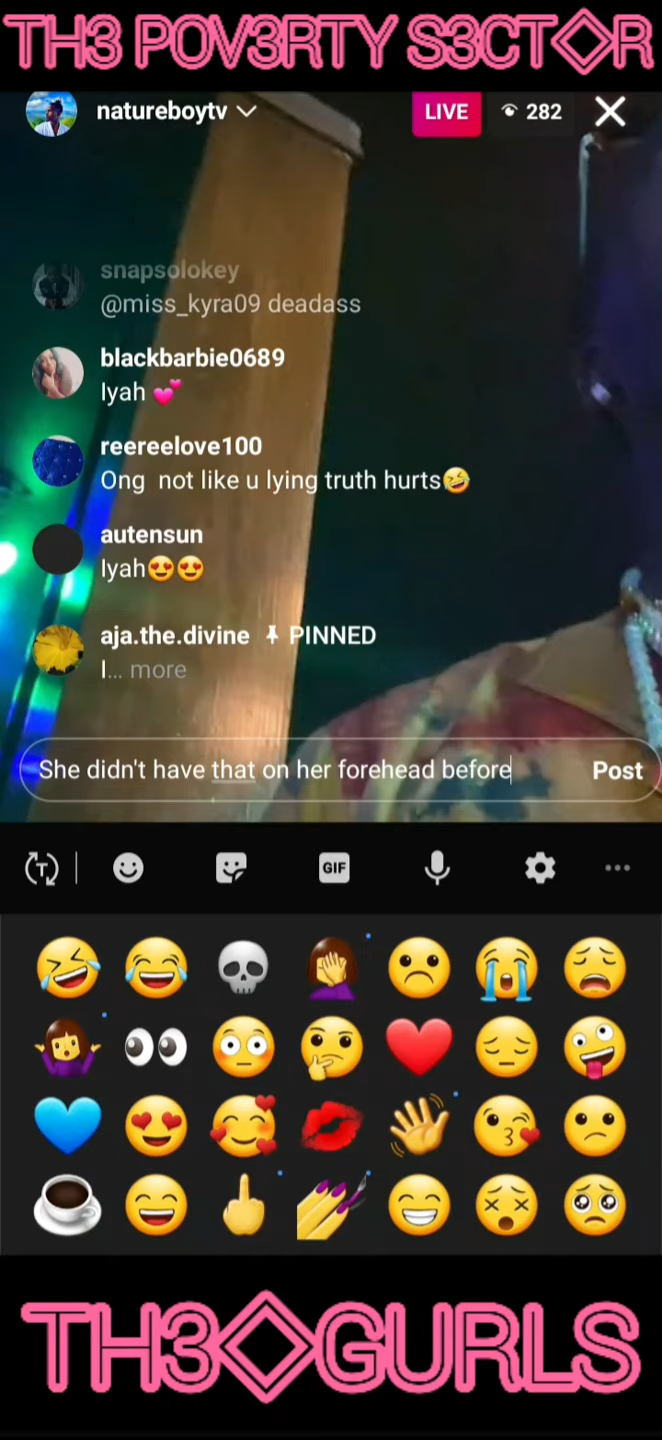 TH3 POV3RTY S3CT◇R
natureboytv
LIVE
282
snapsolokey
@miss_kyra09 deadass
blackbarbie0689
Iyah 💕
reereelove100
Ong not like u lying truth hurts🤣
autensun
Iyah😍😍
aja.the.divine PINNED
I... more
She didn't have that on her forehead before
Post
T
GIF
TH3◇GURLS